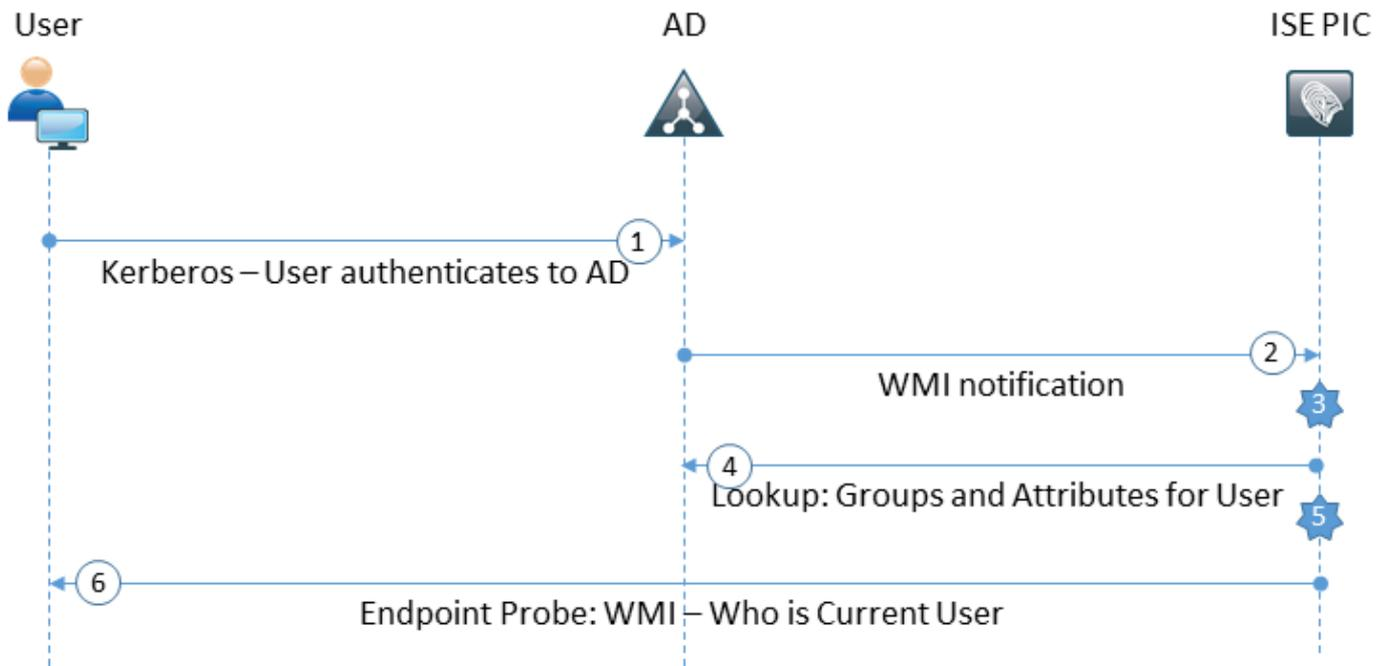 User
AD
ISE PIC
1
Kerberos – User authenticates to AD
2
WMI notification
3
4
Lookup: Groups and Attributes for User
5
6
Endpoint Probe: WMI – Who is Current User